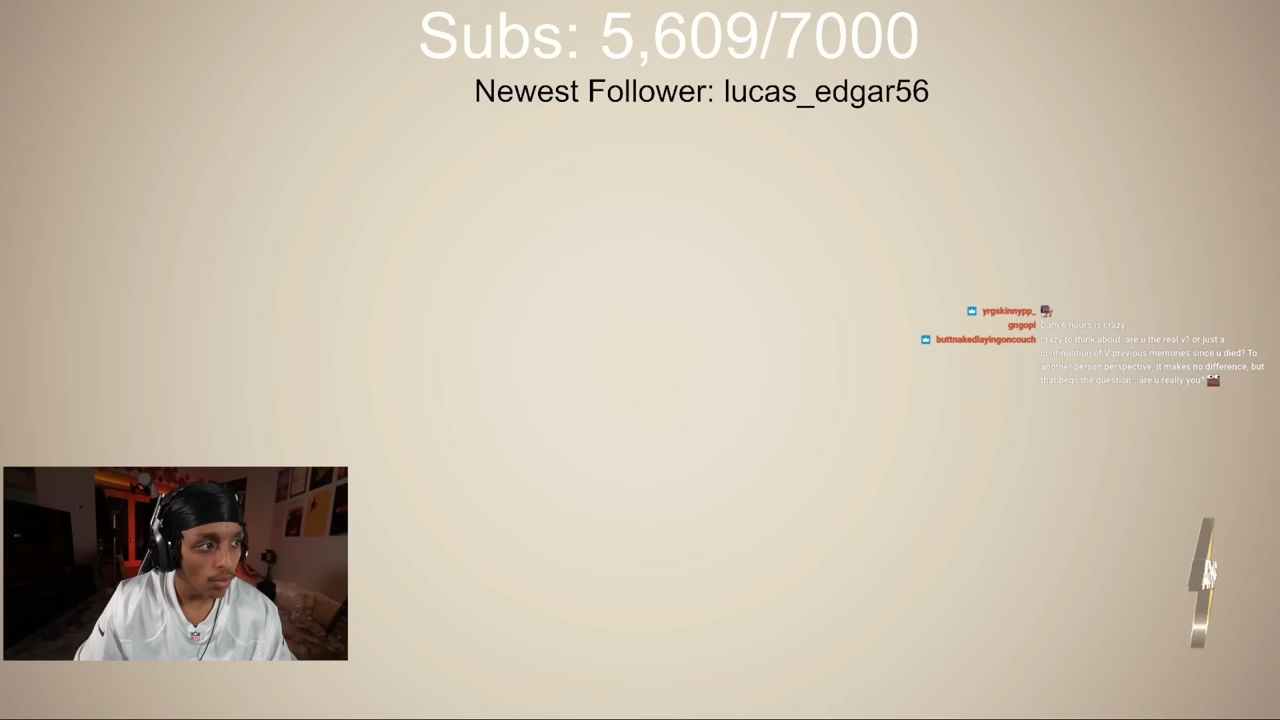 Subs: 5,609/7000
Newest Follower: lucas_edgar56
yrgskinnypp_
gngopi Dam 6 hours is crazy
buttnakedlayingoncouch crazy to think about. are u the real v? or just a
continuation of V previous memories since u died? To
another person perspective. it makes no difference, but
that begs the question... are u really you?